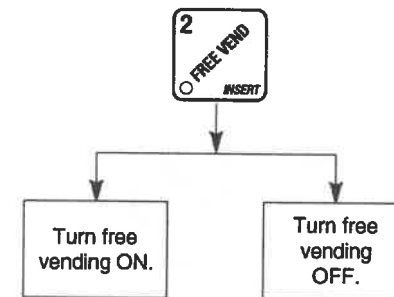 2
FREE VEND
INSERT
Turn free
vending ON.
Turn free
vending
OFF.